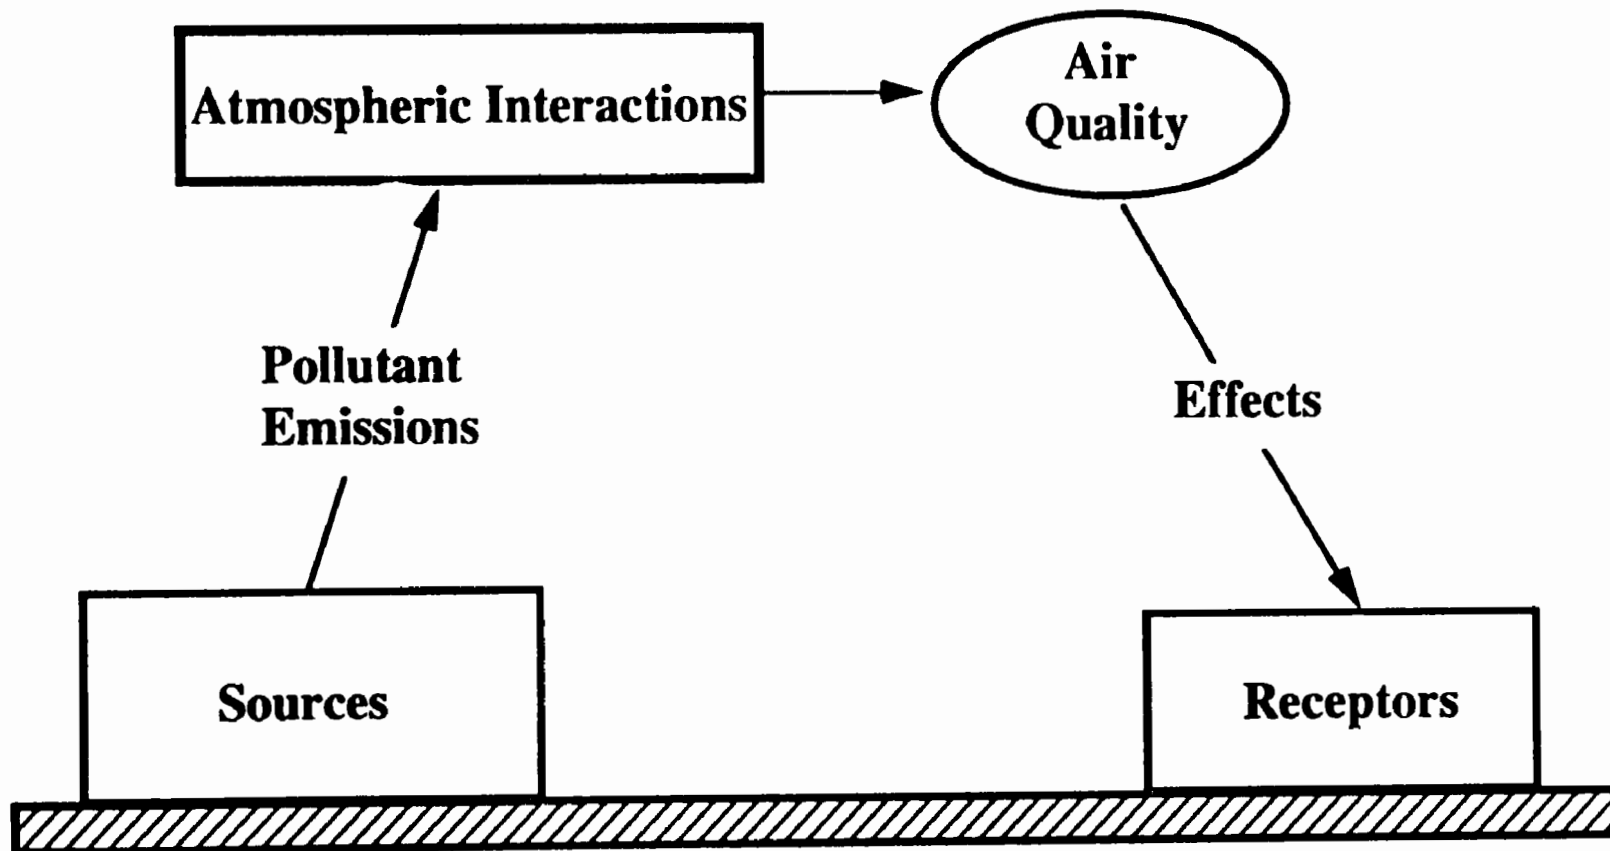 Atmospheric Interactions
Air
Quality
Pollutant
Emissions
Effects
Sources
Receptors